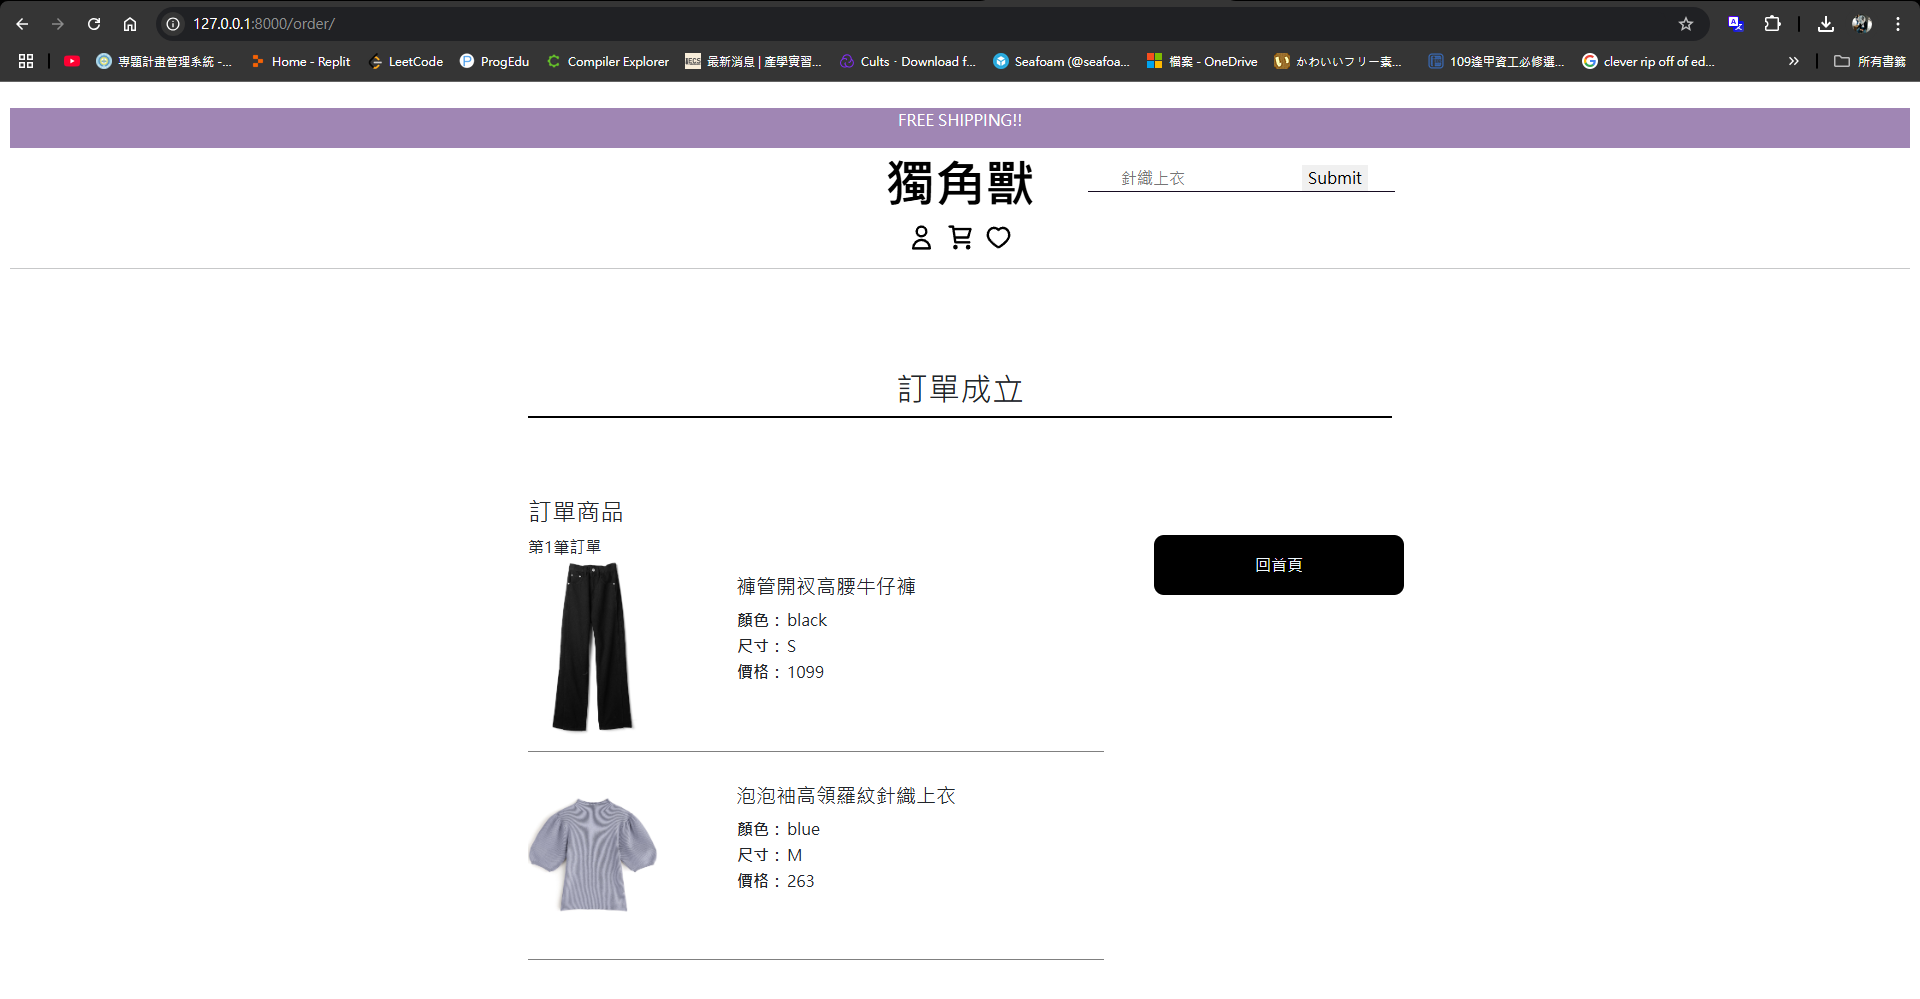 127.0.0.1:8000/order/
專題計畫管理系統 -...
Home - Replit
LeetCode
ProgEdu
Compiler Explorer
最新消息 | 產學實習...
Cults · Download f...
Seafoam (@seafoa...
檔案 - OneDrive
かわいいフリー素...
109逢甲資工必修選...
clever rip off of ed...
所有書籤
FREE SHIPPING!!
獨角獸
針織上衣
Submit
訂單成立
訂單商品
第1筆訂單
褲管開衩高腰牛仔褲
顏色： black
尺寸： S
價格： 1099
回首頁
泡泡袖高領羅紋針織上衣
顏色： blue
尺寸： M
價格： 263